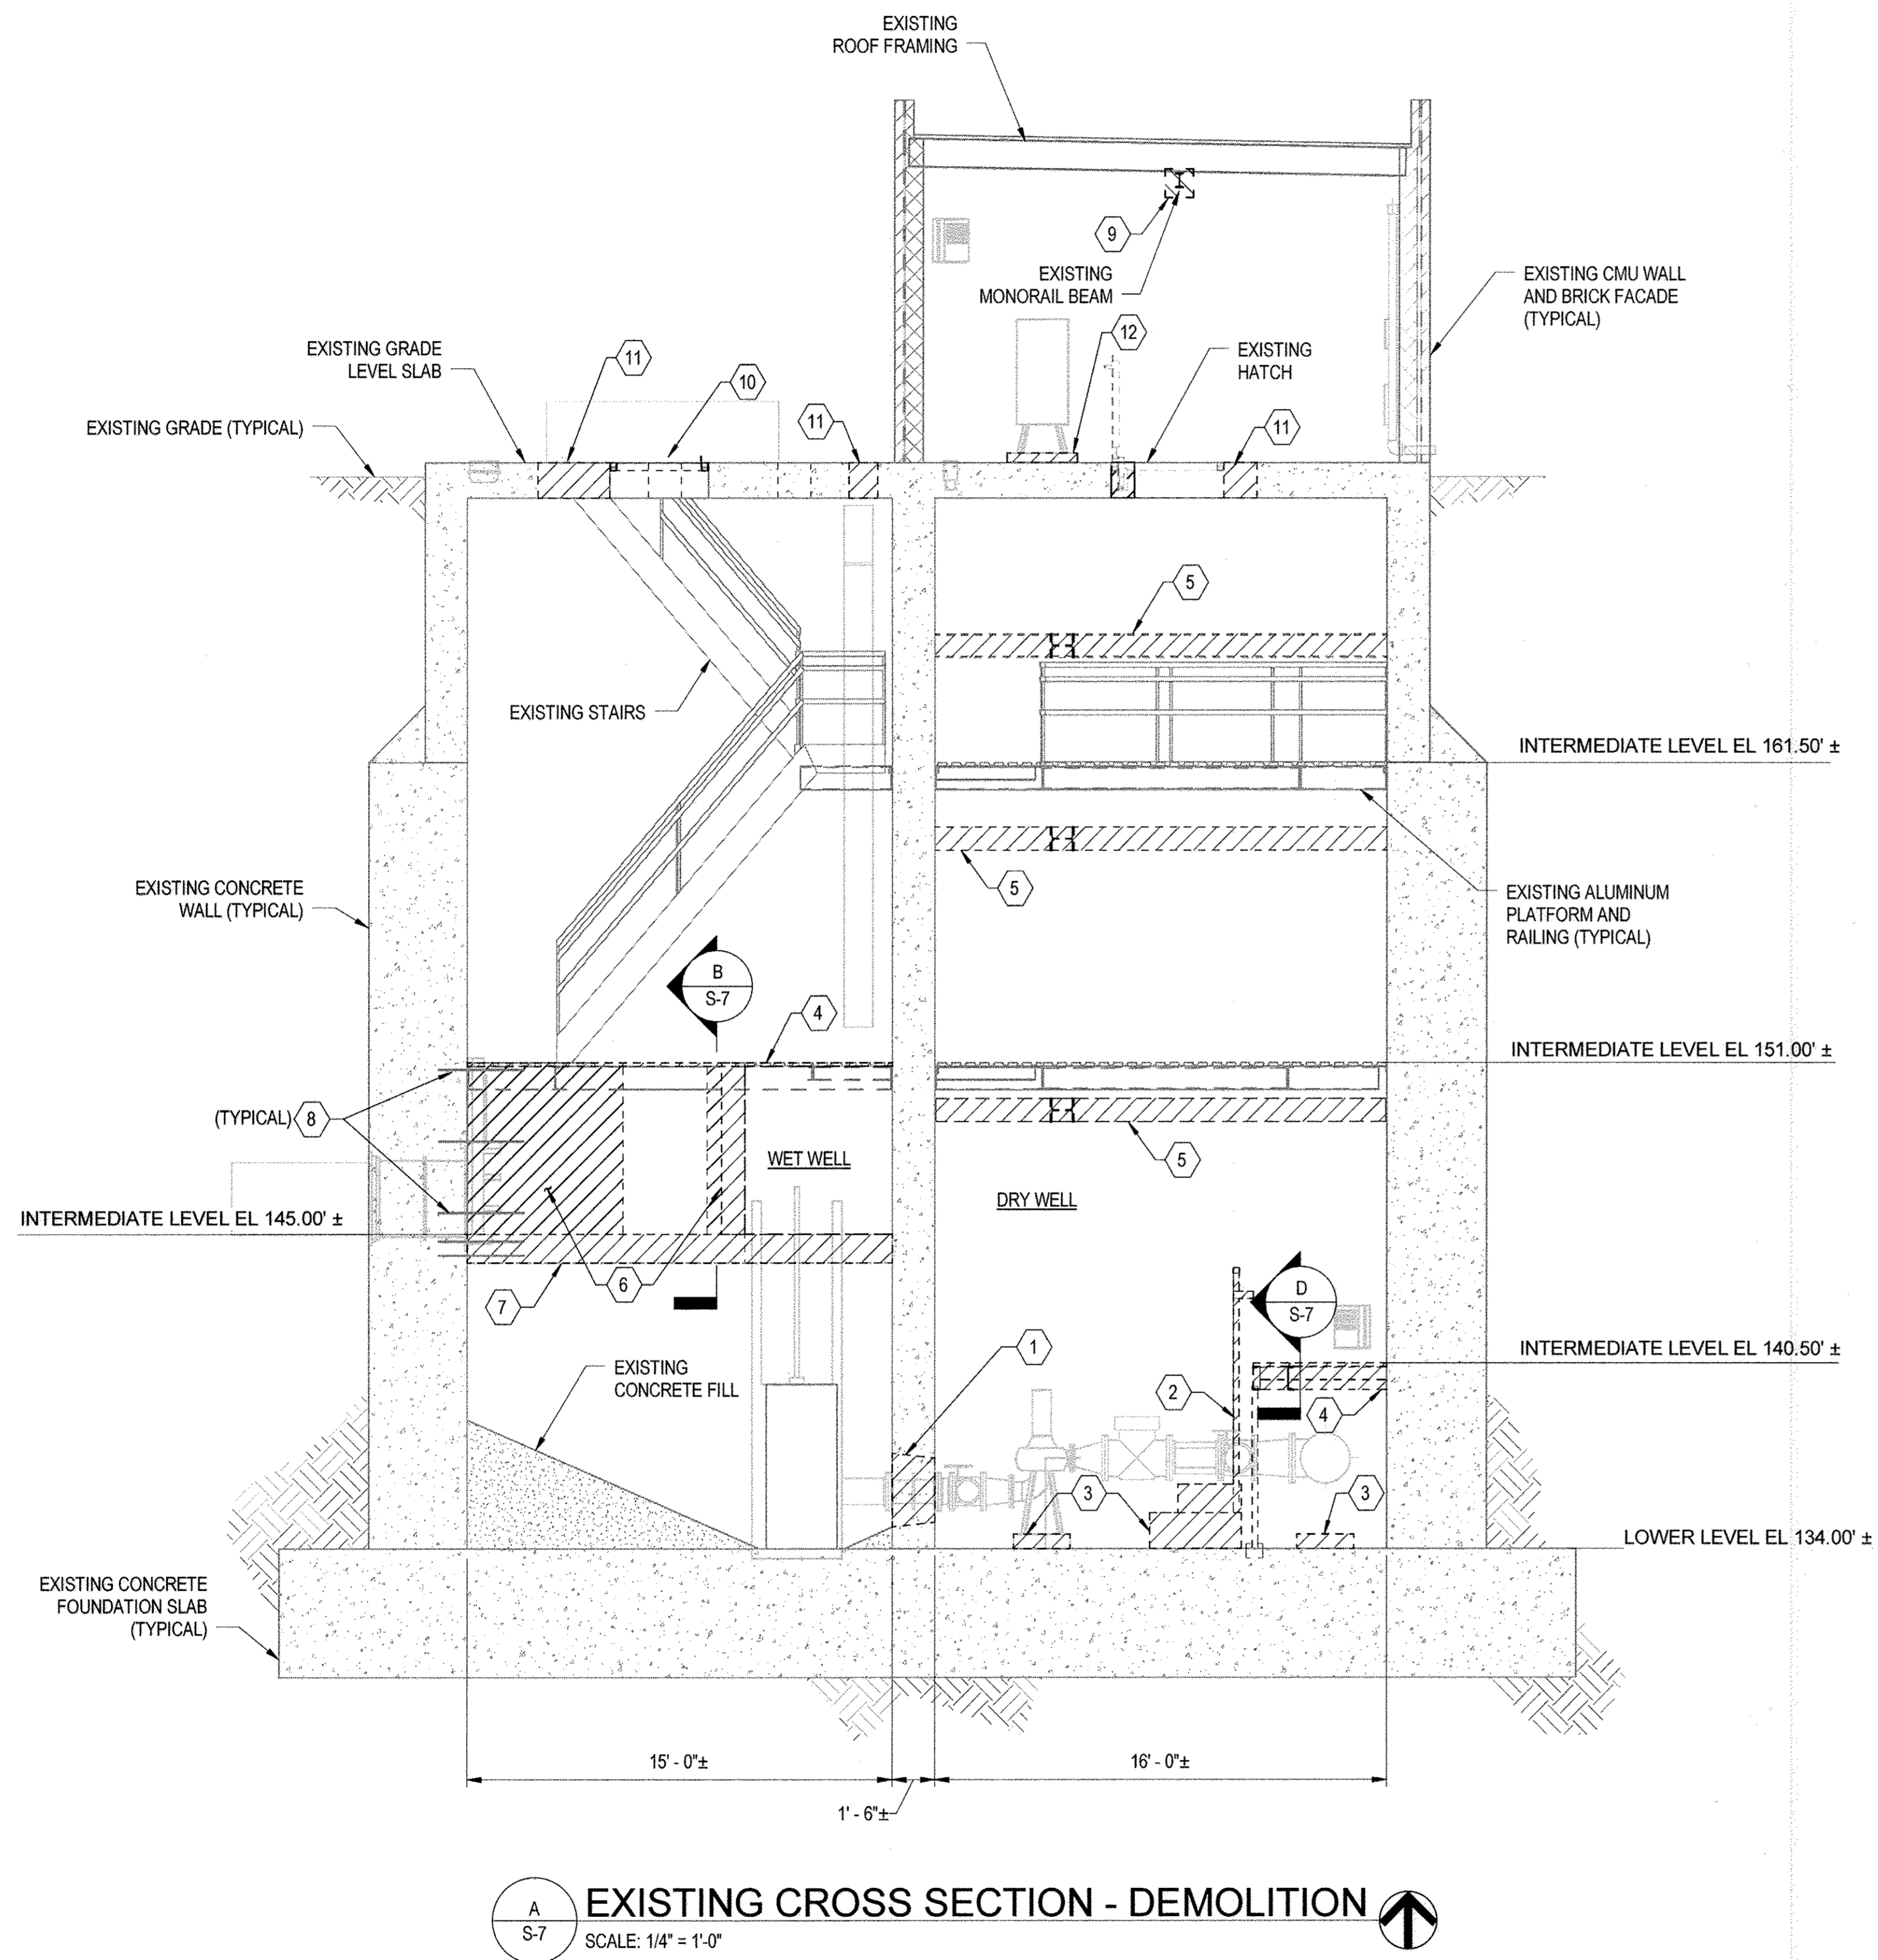 EXISTING
ROOF FRAMING
9
EXISTING
MONORAIL BEAM
EXISTING CMU WALL
AND BRICK FACADE
(TYPICAL)
12
EXISTING
HATCH
EXISTING GRADE
LEVEL SLAB
11
10
11
11
EXISTING GRADE (TYPICAL)
5
EXISTING STAIRS
INTERMEDIATE LEVEL EL 161.50' ±
5
EXISTING CONCRETE
WALL (TYPICAL)
EXISTING ALUMINUM
PLATFORM AND
RAILING (TYPICAL)
B
S-7
4
INTERMEDIATE LEVEL EL 151.00' ±
(TYPICAL) 8
WET WELL
5
DRY WELL
INTERMEDIATE LEVEL EL 145.00' ±
7
6
D
S-7
1
INTERMEDIATE LEVEL EL 140.50' ±
EXISTING
CONCRETE FILL
2
4
3
3
LOWER LEVEL EL 134.00' ±
EXISTING CONCRETE
FOUNDATION SLAB
(TYPICAL)
15' - 0"±
16' - 0"±
1' - 6"±
A
S-7
EXISTING CROSS SECTION - DEMOLITION
SCALE: 1/4" = 1'-0"